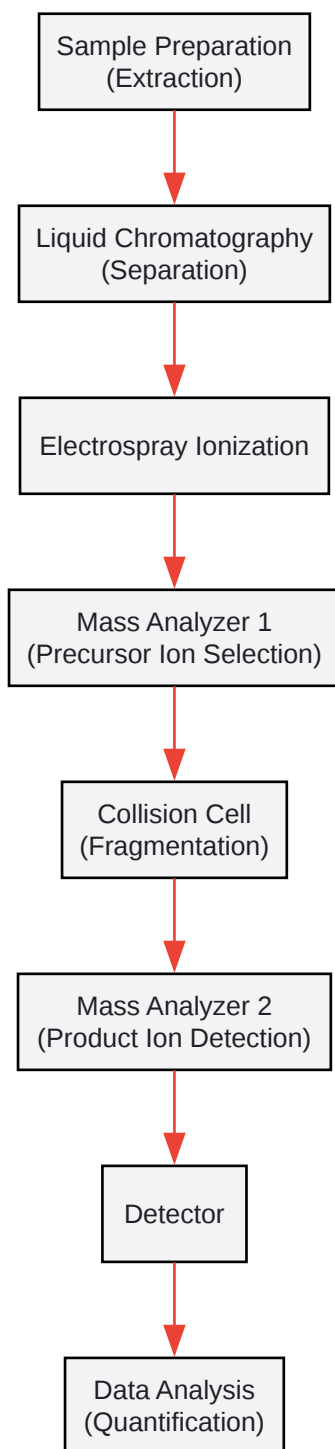 Sample Preparation
(Extraction)
Liquid Chromatography
(Separation)
Electrospray Ionization
Mass Analyzer 1
(Precursor Ion Selection)
Collision Cell
(Fragmentation)
Mass Analyzer 2
(Product Ion Detection)
Detector
Data Analysis
(Quantification)